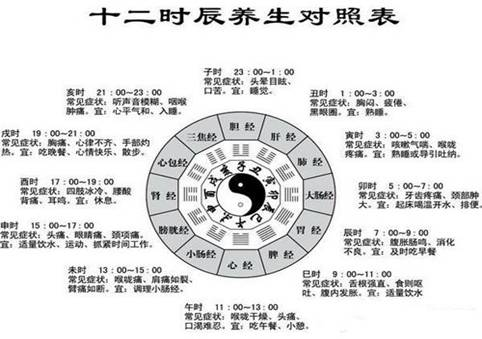 十二时辰养生对照表
子时 23：00~1：00
常见症状：头晕目眩、
口苦。宜：睡觉。
丑时 1：00~3：00
常见症状：胸闷、疲倦、
黑眼圈。宜：熟睡。
寅时 3：00~5：00
常见症状：咳嗽气喘、喉咙
疼痛。宜：熟睡或导引吐纳。
卯时 5：00~7：00
常见症状：牙齿疼痛、颈部肿
大。宜：起床喝温开水、排便。
辰时 7：00~9：00
常见症状：腹胀肠鸣、消化
不良。宜：及时吃早餐
巳时 9：00~11：00
常见症状：舌根强直、食则呕
吐、腹内发胀。宜：适量饮水
午时 11：00~13：00
常见症状：喉咙干燥、头痛、
口渴难忍。宜：吃午餐、小憩。
未时 13：00~15：00
常见症状：喉咙痛、肩痛如裂、
臂痛如断。宜：调理小肠经。
申时 15：00~17：00
常见症状：头痛、眼睛痛、颈项痛。
宜：适量饮水、运动、抓紧时间工作。
酉时 17：00~19：00
常见症状：四肢冰冷、腰酸
背痛、耳鸣。宜：休息。
戌时 19：00~21：00
常见症状：胸痛、心律不齐、手部灼
热。宜：吃晚餐、心情快乐、散步。
亥时 21：00~23：00
常见症状：听声音模糊、咽喉
肿痛。宜：心平气和、入睡。
胆经
肝经
肺经
大肠经
胃经
脾经
心经
小肠经
膀胱经
肾经
心包经
三焦经
子
丑
寅
卯
辰
巳
午
未
申
酉
戌
亥